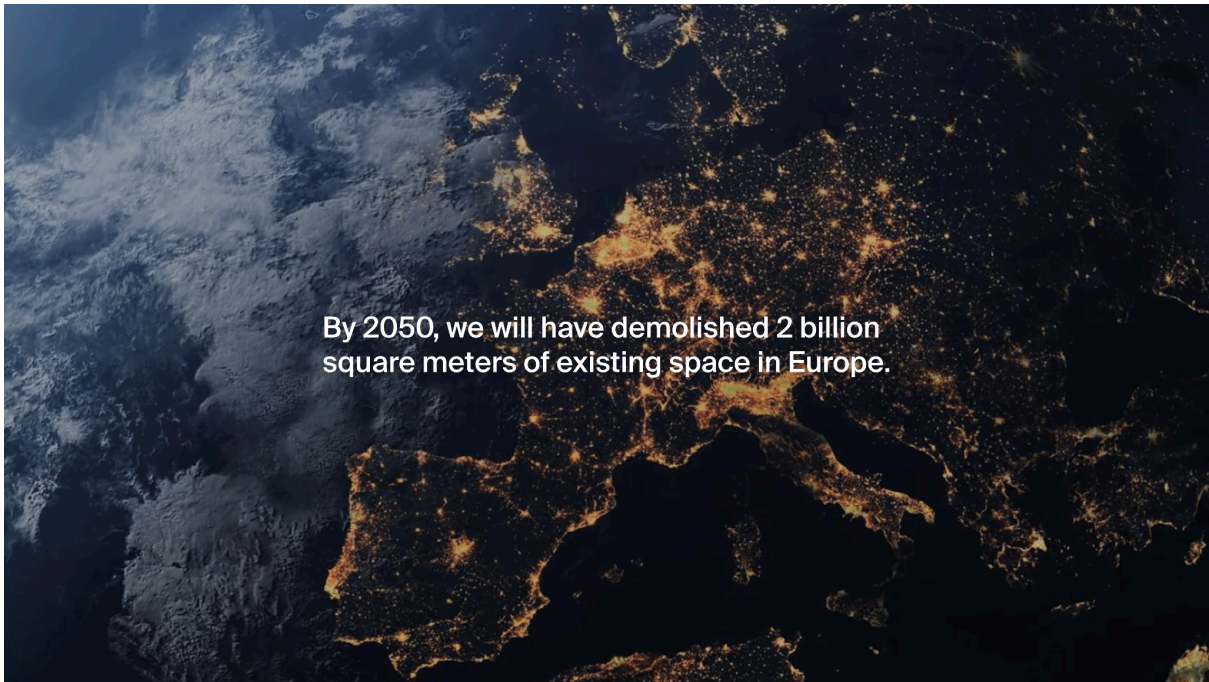 By 2050, we will have demolished 2 billion
square meters of existing space in Europe.